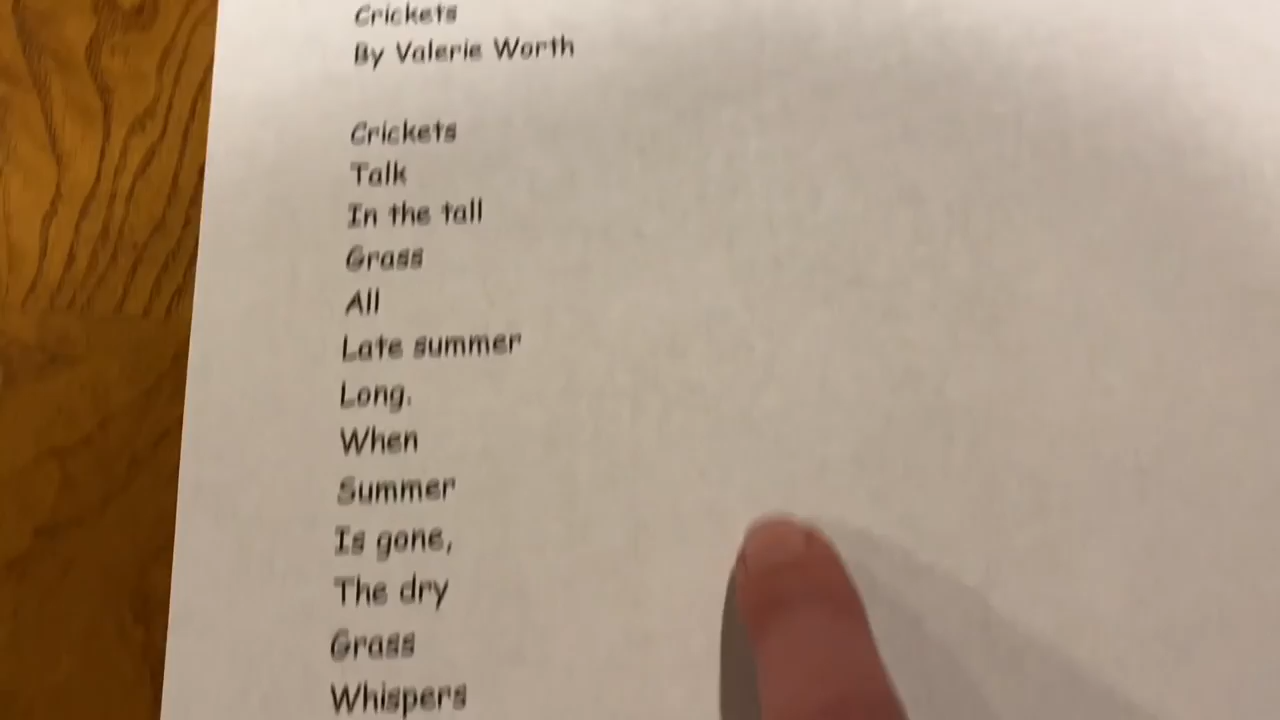 Crickets
By Valerie Worth
Crickets
Talk
In the tall
Grass
All
Late summer
Long.
When
Summer
Is gone,
The dry
Grass
Whispers